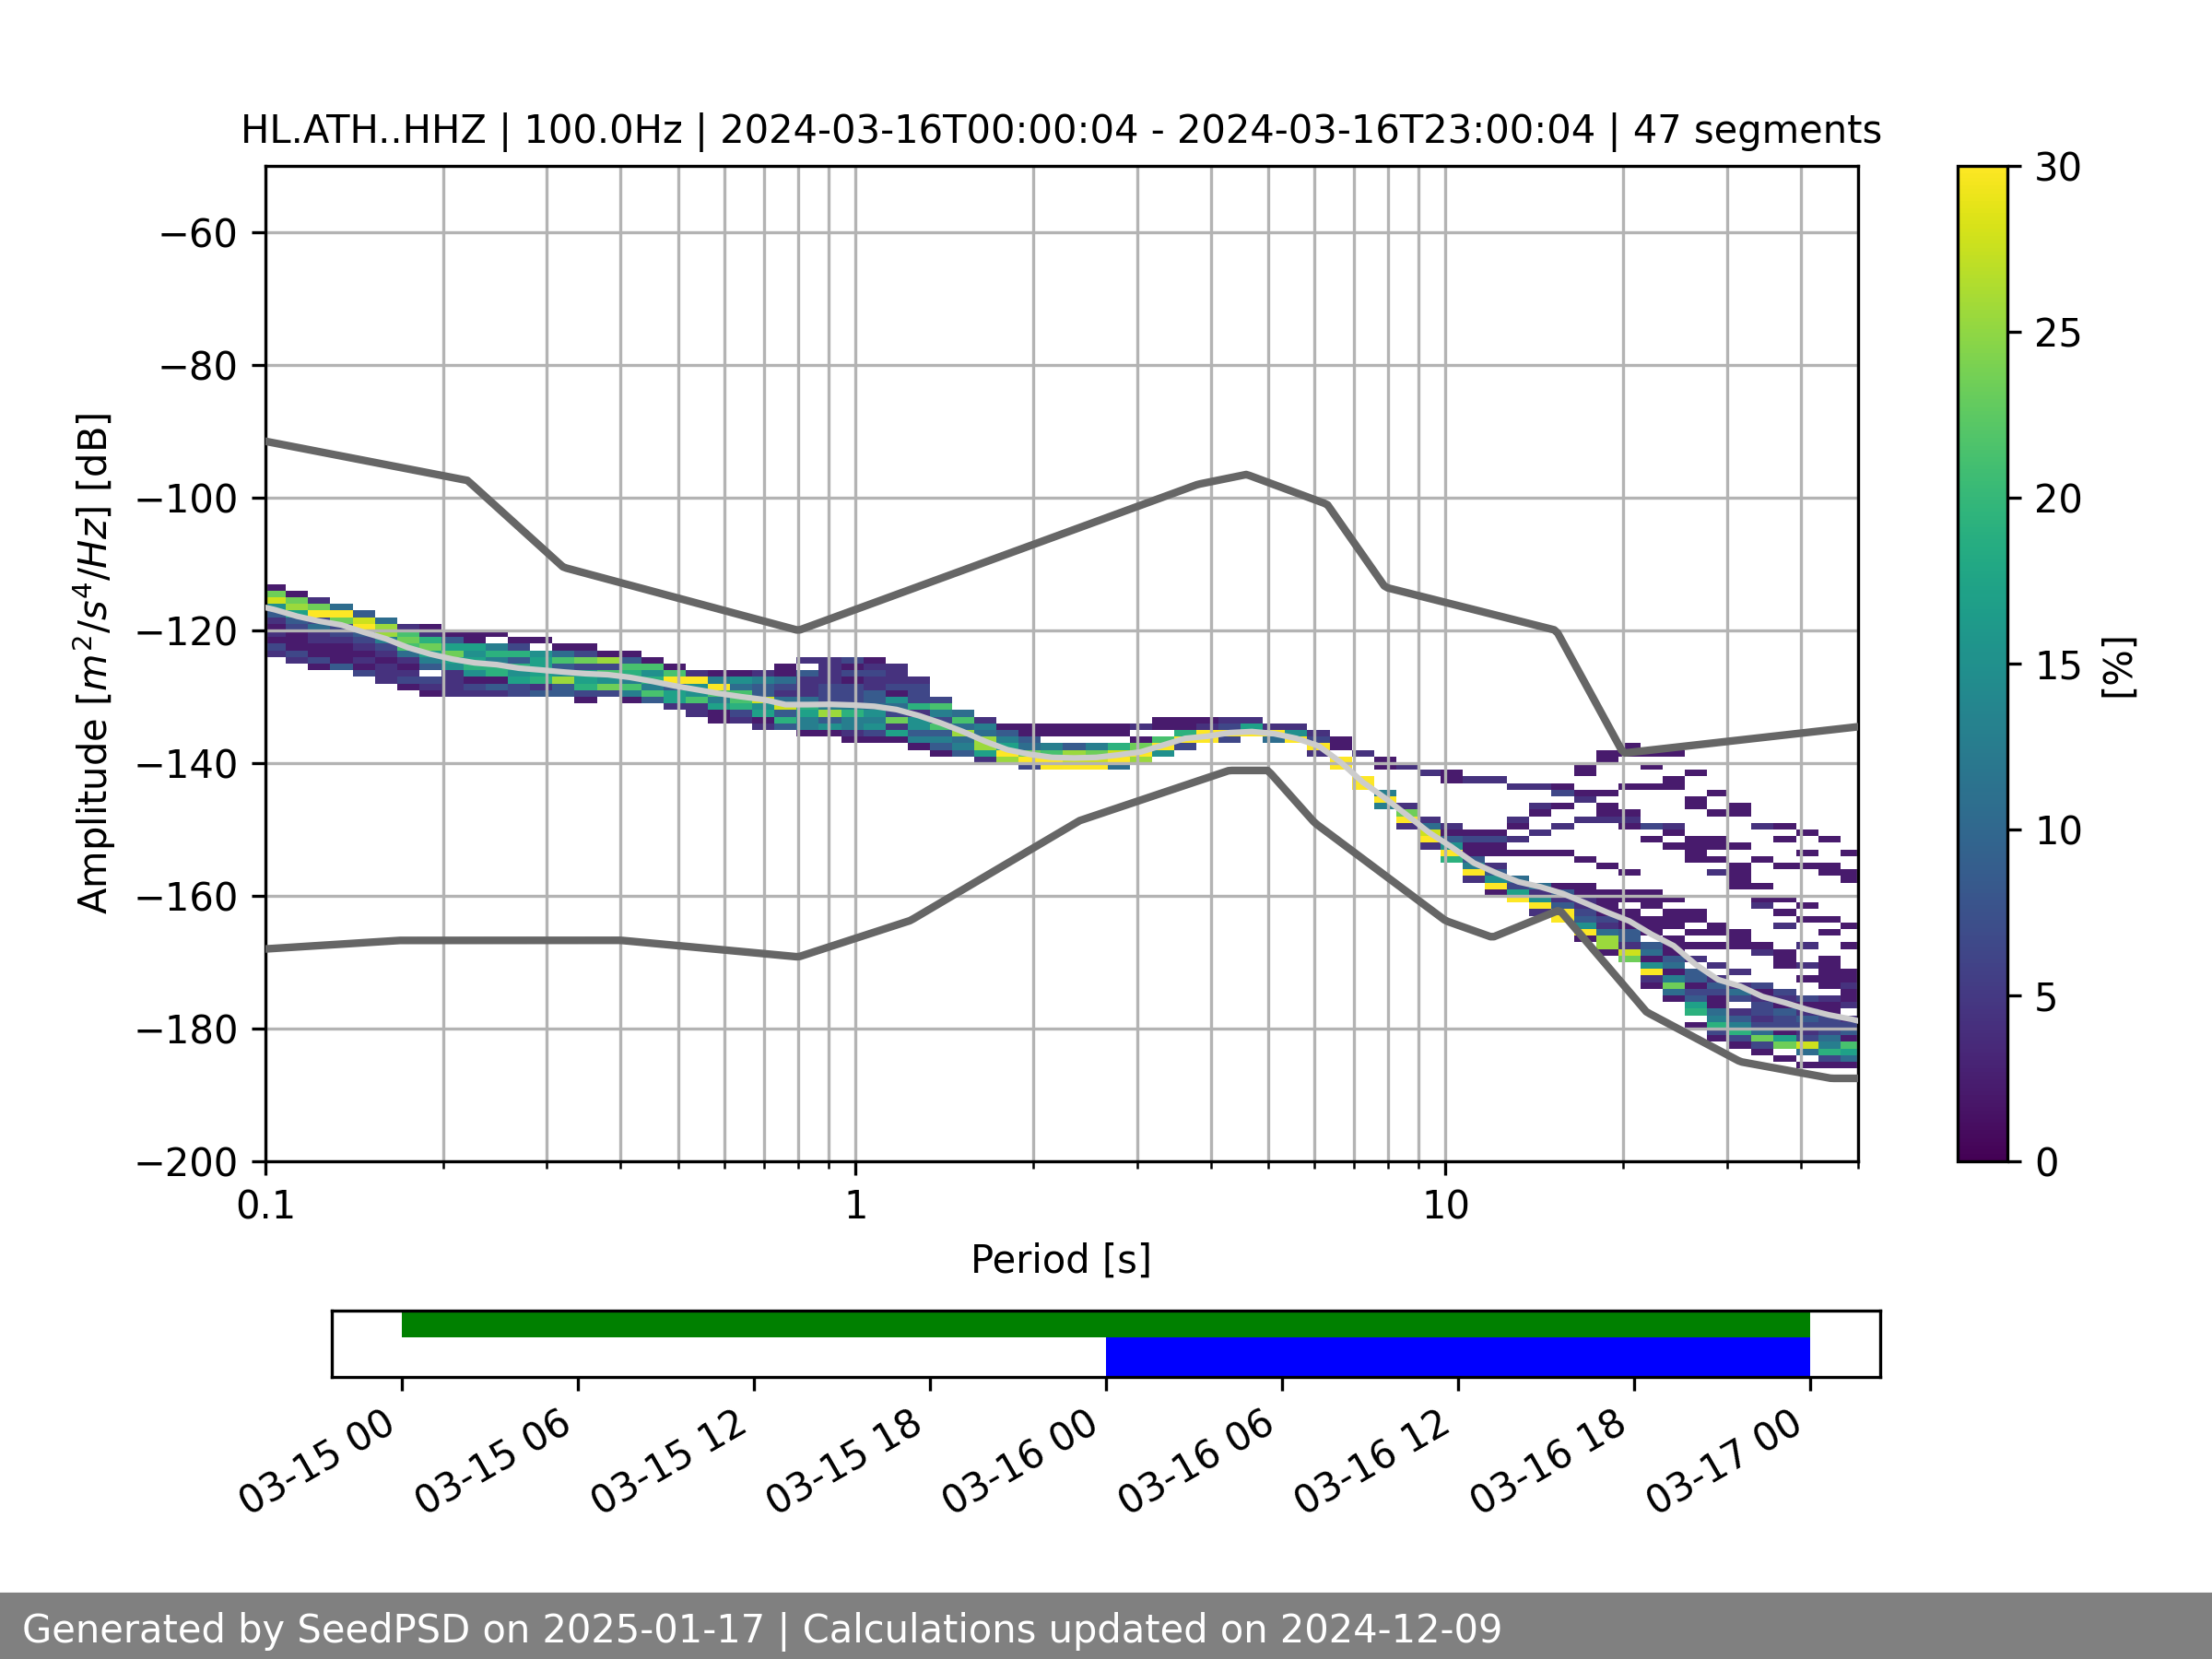 HL.ATH..HHZ | 100.0Hz | 2024-03-16T00:00:04 - 2024-03-16T23:00:04 | 47 segments
Amplitude [m²/s⁴/Hz] [dB]
−60
−80
−100
−120
−140
−160
−180
−200
0.1 1 10
Period [s]
30
25
20
15
10
5
0
[%]
03-15 00 03-15 06 03-15 12 03-15 18 03-16 00 03-16 06 03-16 12 03-16 18 03-17 00
Generated by SeedPSD on 2025-01-17 | Calculations updated on 2024-12-09